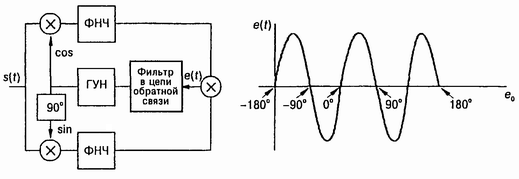 ФНЧ
cos
s(t)
ГУН
Фильтр
в цепи
обратной
связи
e(t)
90°
sin
ФНЧ
e(t)
−180°
−90°
0°
90°
180°
e₀